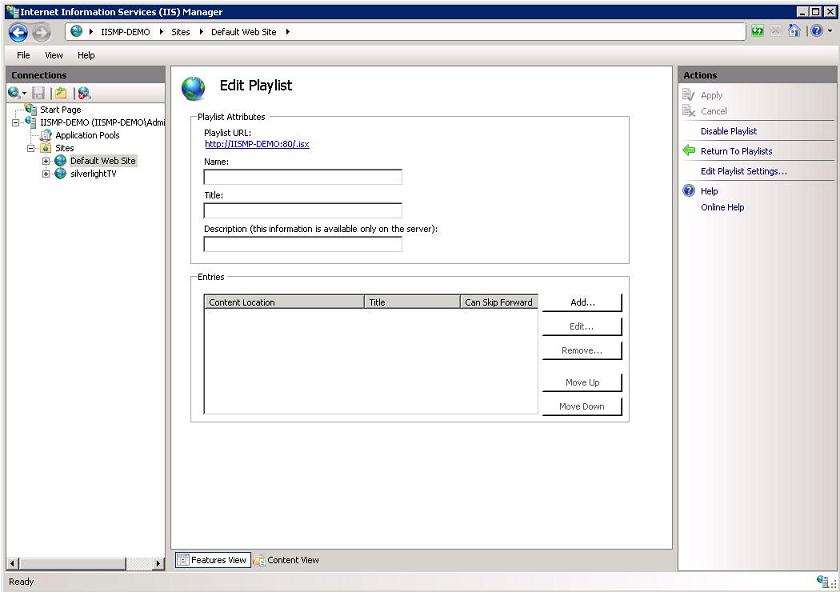 Internet Information Services (IIS) Manager
IISMP-DEMO Sites Default Web Site
File View Help
Connections
Start Page
IISMP-DEMO (IISMP-DEMO\Admi
Application Pools
Sites
Default Web Site
silverlightTV
Edit Playlist
Playlist Attributes
Playlist URL:
http://IISMP-DEMO:80/.isx
Name:
Title:
Description (this information is available only on the server):
Entries
Content Location Title Can Skip Forward
Add...
Edit...
Remove...
Move Up
Move Down
Features View Content View
Actions
Apply
Cancel
Disable Playlist
Return To Playlists
Edit Playlist Settings...
Help
Online Help
Ready